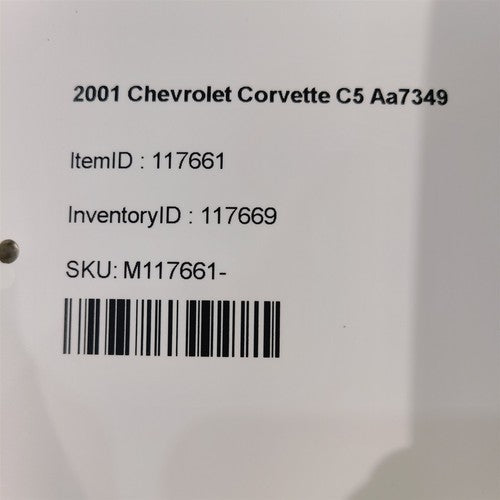 2001 Chevrolet Corvette C5 Aa7349
ItemID : 117661
InventoryID : 117669
SKU: M117661-